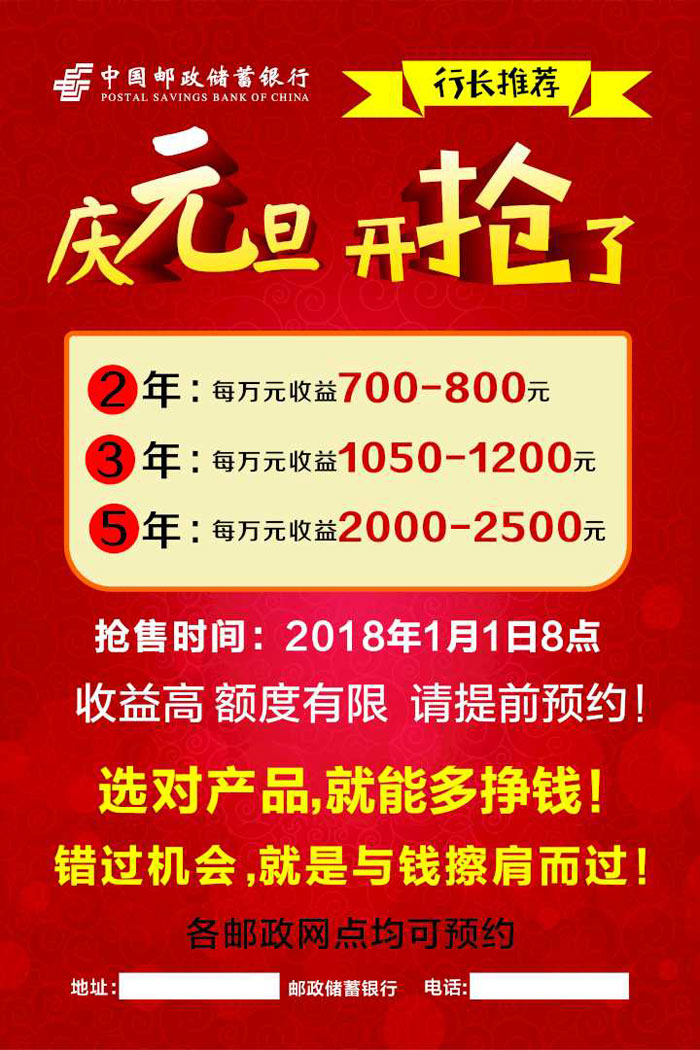 中国邮政储蓄银行
POSTAL SAVINGS BANK OF CHINA
行长推荐
庆元旦 开抢了
2年：每万元收益700-800元
3年：每万元收益1050-1200元
5年：每万元收益2000-2500元
抢售时间：2018年1月1日8点
收益高 额度有限 请提前预约！
选对产品,就能多挣钱！
错过机会,就是与钱擦肩而过！
各邮政网点均可预约
地址： 邮政储蓄银行 电话: